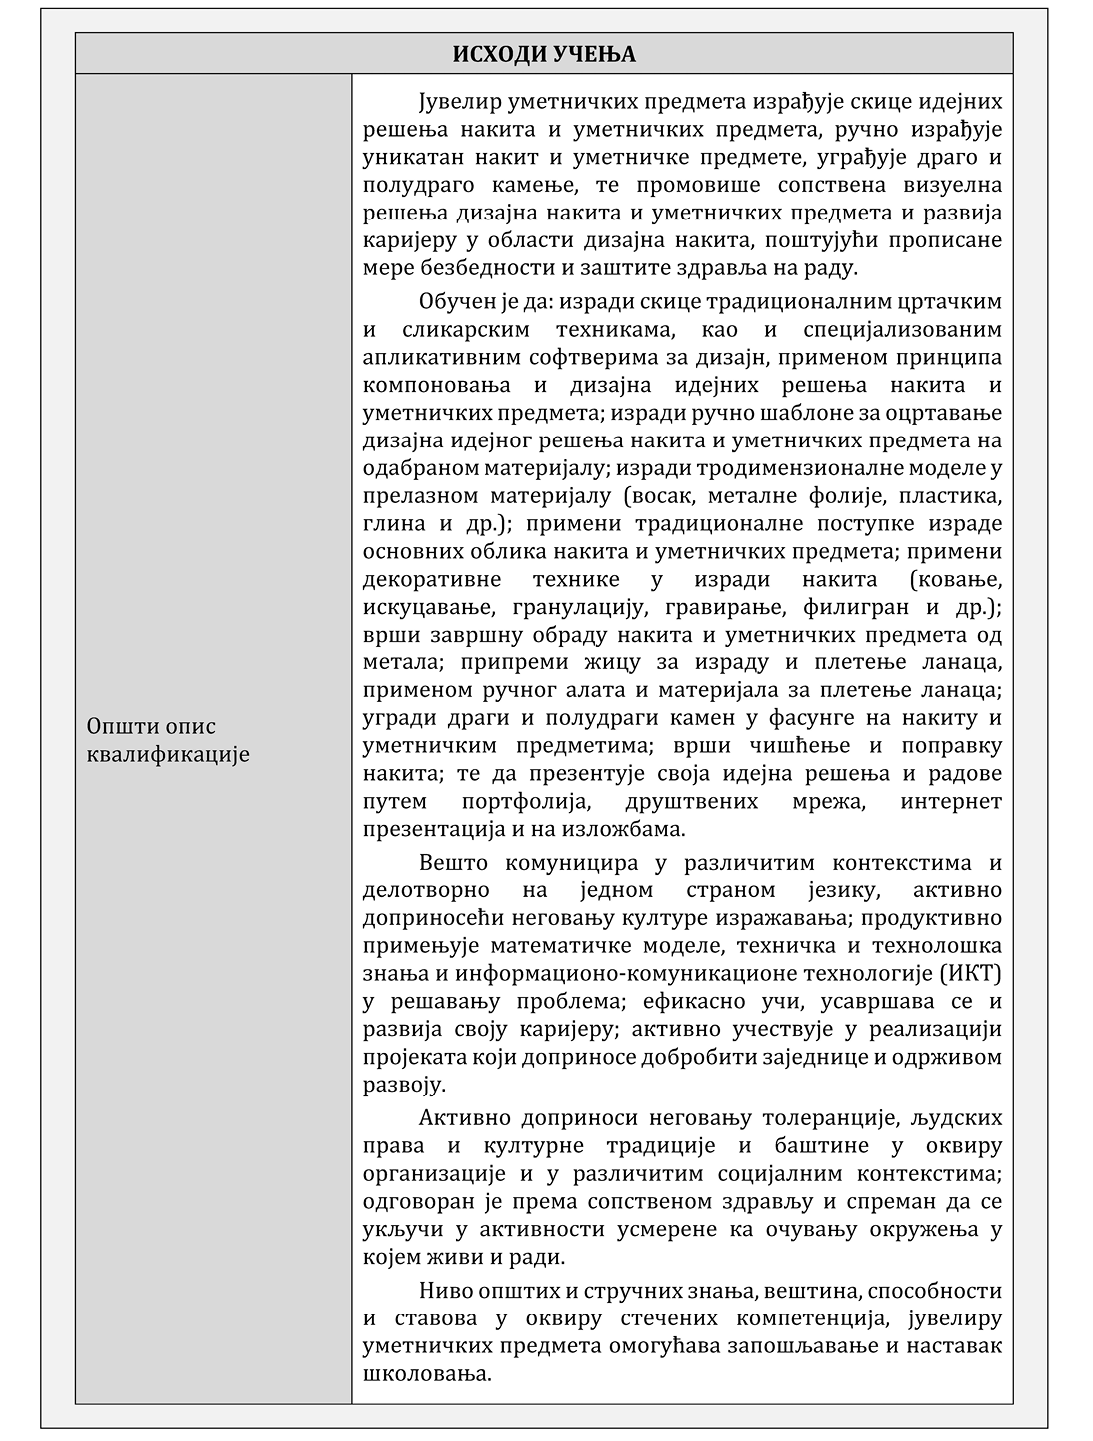 ИСХОДИ УЧЕЊА
Општи опис
квалификације
Јувелир уметничких предмета израђује скице идејних
решења накита и уметничких предмета, ручно израђује
уникатан накит и уметничке предмете, уграђује драго и
полудраго камење, те промовише сопствена визуелна
решења дизајна накита и уметничких предмета и развија
каријеру у области дизајна накита, поштујући прописане
мере безбедности и заштите здравља на раду.
Обучен је да: изради скице традиционалним цртачким
и сликарским техникама, као и специјализованим
апликативним софтверима за дизајн, применом принципа
компоновања и дизајна идејних решења накита и
уметничких предмета; изради ручно шаблоне за оцртавање
дизајна идејног решења накита и уметничких предмета на
одабраном материјалу; изради тродимензионалне моделе у
прелазном материјалу (восак, металне фолије, пластика,
глина и др.); примени традиционалне поступке израде
основних облика накита и уметничких предмета; примени
декоративне технике у изради накита (ковање,
искуцавање, гранулацију, гравирање, филигран и др.);
врши завршну обраду накита и уметничких предмета од
метала; припреми жицу за израду и плетење ланаца,
применом ручног алата и материјала за плетење ланаца;
угради драги и полудраги камен у фасунге на накиту и
уметничким предметима; врши чишћење и поправку
накита; те да презентује своја идејна решења и радове
путем портфолија, друштвених мрежа, интернет
презентација и на изложбама.
Вешто комуницира у различитим контекстима и
делотворно на једном страном језику, активно
доприносећи неговању културе изражавања; продуктивно
примењује математичке моделе, техничка и технолошка
знања и информационо-комуникационе технологије (ИКТ)
у решавању проблема; ефикасно учи, усавршава се и
развија своју каријеру; активно учествује у реализацији
пројеката који доприносе добробити заједнице и одрживом
развоју.
Активно доприноси неговању толеранције, људских
права и културне традиције и баштине у оквиру
организације и у различитим социјалним контекстима;
одговоран је према сопственом здрављу и спреман да се
укључи у активности усмерене ка очувању окружења у
којем живи и ради.
Ниво општих и стручних знања, вештина, способности
и ставова у оквиру стечених компетенција, јувелиру
уметничких предмета омогућава запошљавање и наставак
школовања.